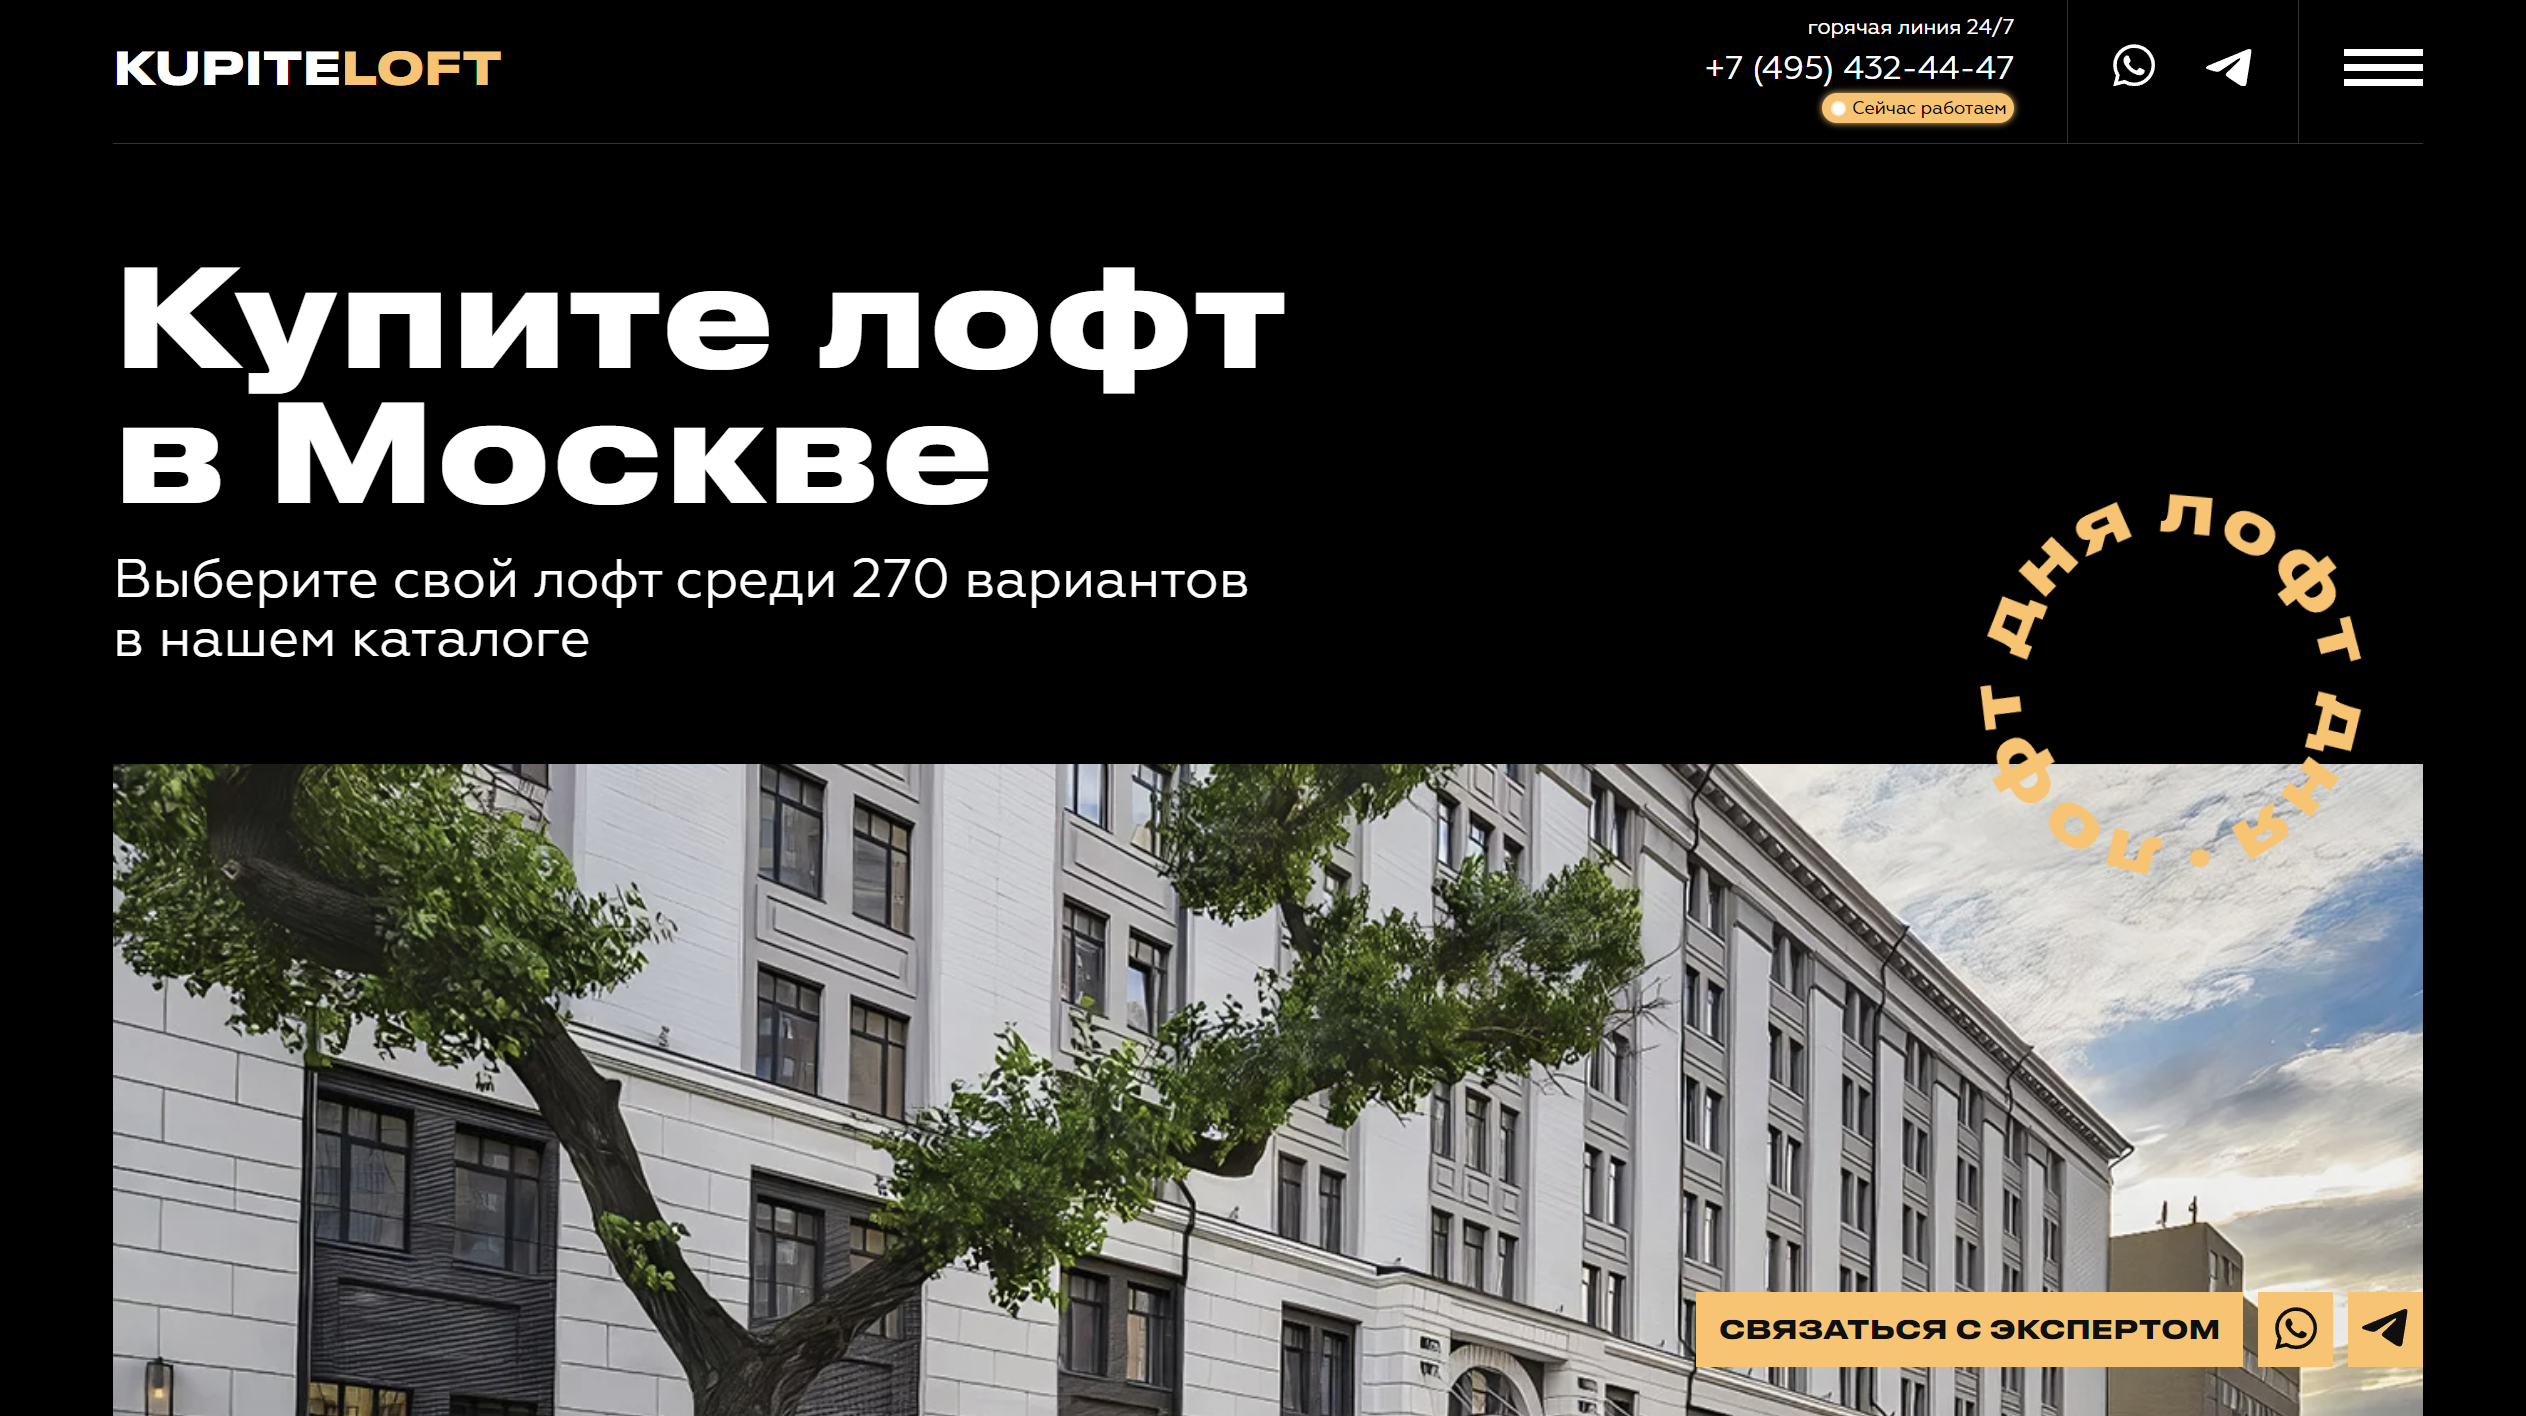 KUPITELOFT
горячая линия 24/7
+7 (495) 432-44-47
Сейчас работаем
Купите лофт
в Москве
Выберите свой лофт среди 270 вариантов
в нашем каталоге
лофт дня • лофт дня
СВЯЗАТЬСЯ С ЭКСПЕРТОМ